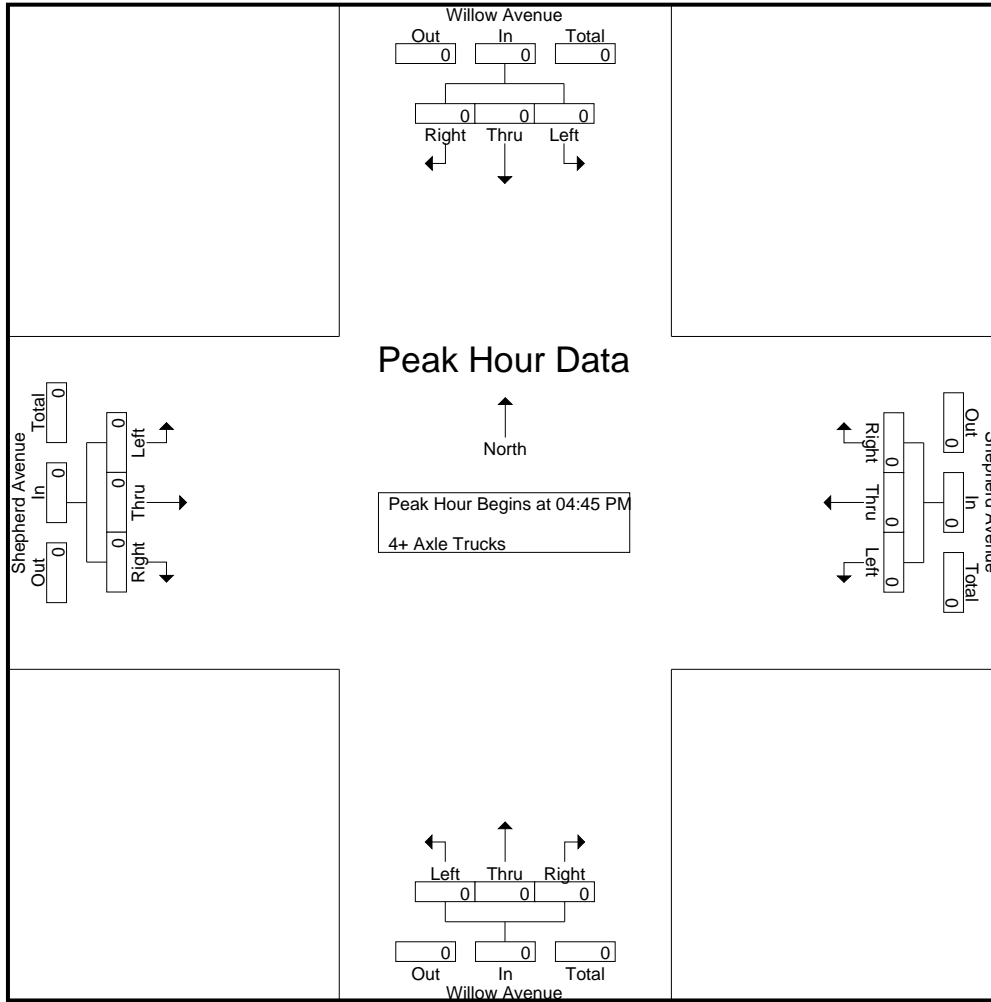 Willow Avenue
Out In Total
0 0 0
0 0 0
Right Thru Left
Peak Hour Data
North
Peak Hour Begins at 04:45 PM
4+ Axle Trucks
Shepherd Avenue
Out In Total
0 0 0
0 0 0
Right Thru Left
Shepherd Avenue
Out In Total
0 0 0
0 0 0
Right Thru Left
Left Thru Right
0 0 0
0 0 0
Out In Total
Willow Avenue